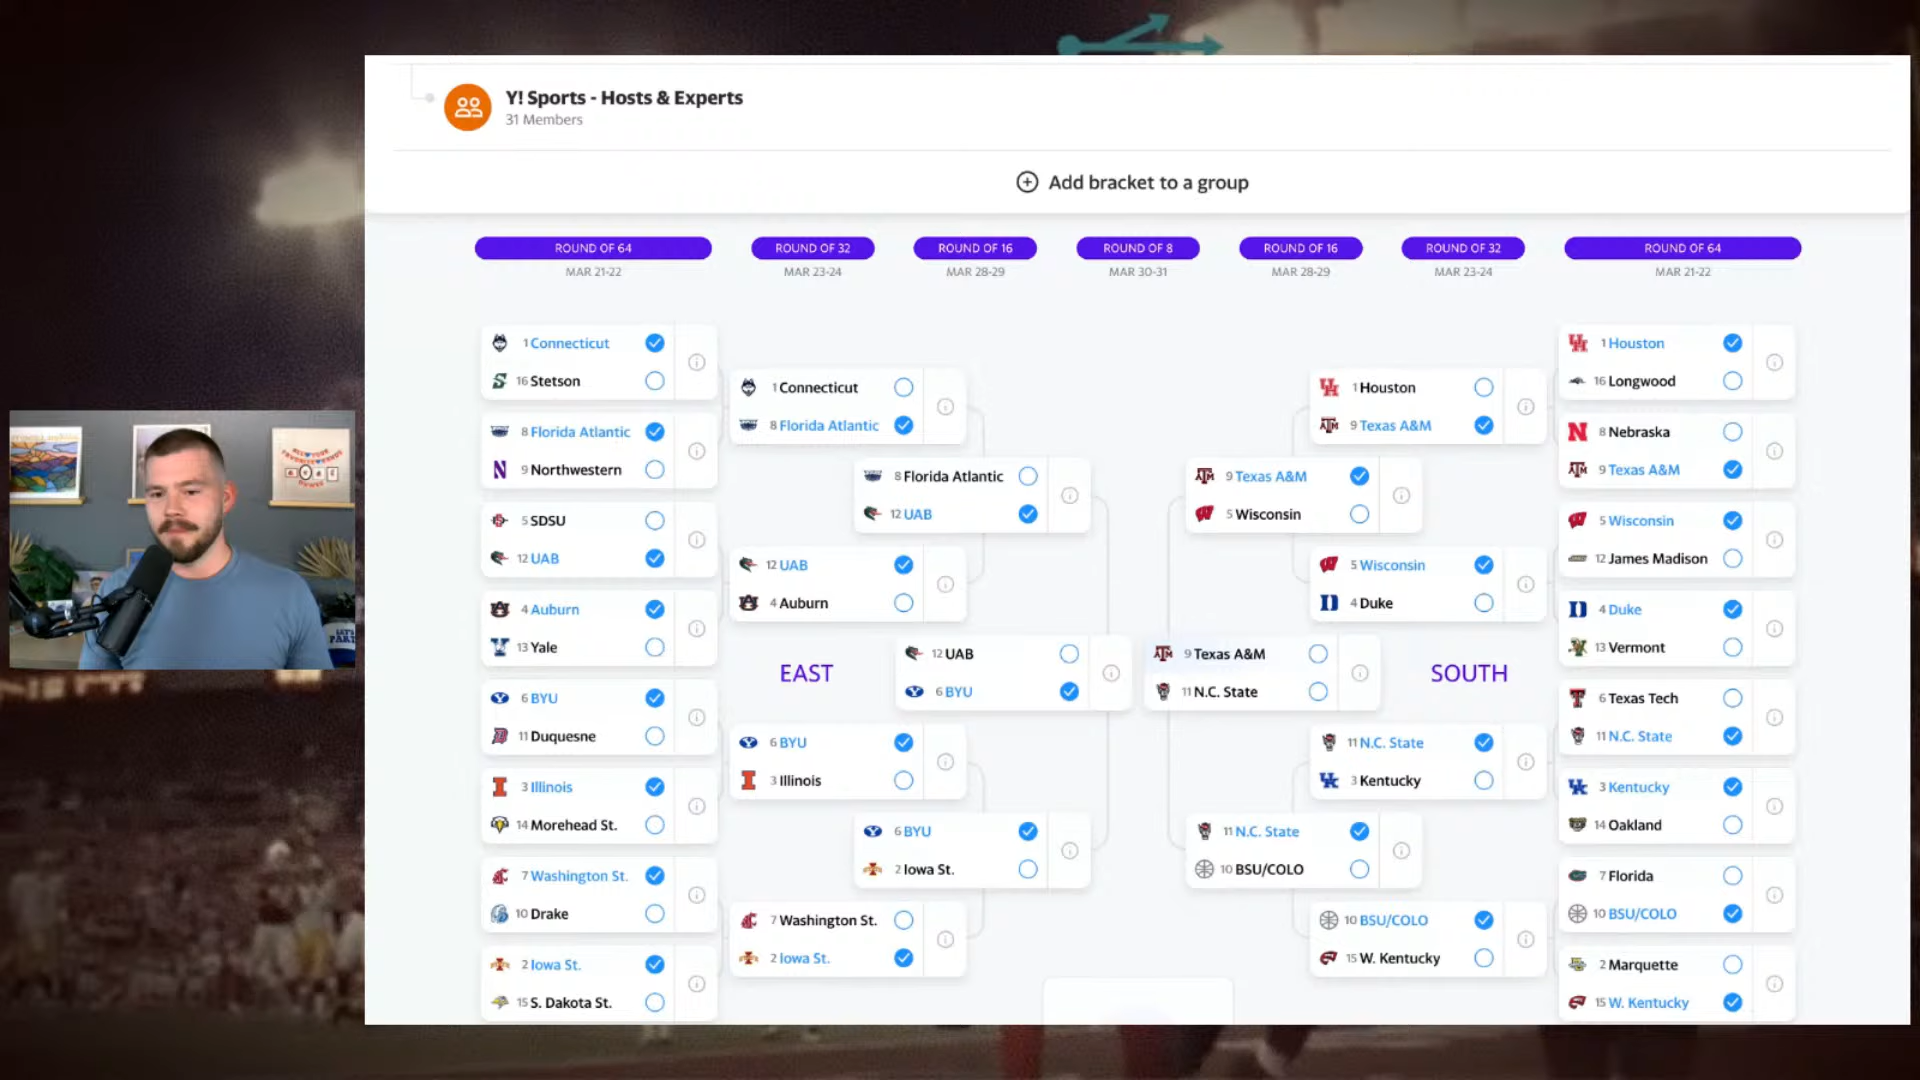 Y! Sports - Hosts & Experts
31 Members
Add bracket to a group
ROUND OF 64
ROUND OF 32
ROUND OF 16
ROUND OF 8
ROUND OF 16
ROUND OF 32
ROUND OF 64
MAR 21-22
MAR 23-24
MAR 28-29
MAR 30-31
MAR 28-29
MAR 23-24
MAR 21-22
1 Connecticut
16 Stetson
8 Florida Atlantic
9 Northwestern
5 SDSU
12 UAB
4 Auburn
13 Yale
6 BYU
11 Duquesne
3 Illinois
14 Morehead St.
7 Washington St.
10 Drake
2 Iowa St.
15 S. Dakota St.
1 Connecticut
8 Florida Atlantic
12 UAB
4 Auburn
6 BYU
3 Illinois
7 Washington St.
2 Iowa St.
8 Florida Atlantic
12 UAB
6 BYU
2 Iowa St.
EAST
12 UAB
6 BYU
9 Texas A&M
11 N.C. State
SOUTH
9 Texas A&M
5 Wisconsin
11 N.C. State
10 BSU/COLO
1 Houston
9 Texas A&M
5 Wisconsin
4 Duke
11 N.C. State
3 Kentucky
10 BSU/COLO
15 W. Kentucky
1 Houston
16 Longwood
8 Nebraska
9 Texas A&M
5 Wisconsin
12 James Madison
4 Duke
13 Vermont
6 Texas Tech
11 N.C. State
3 Kentucky
14 Oakland
7 Florida
10 BSU/COLO
2 Marquette
15 W. Kentucky